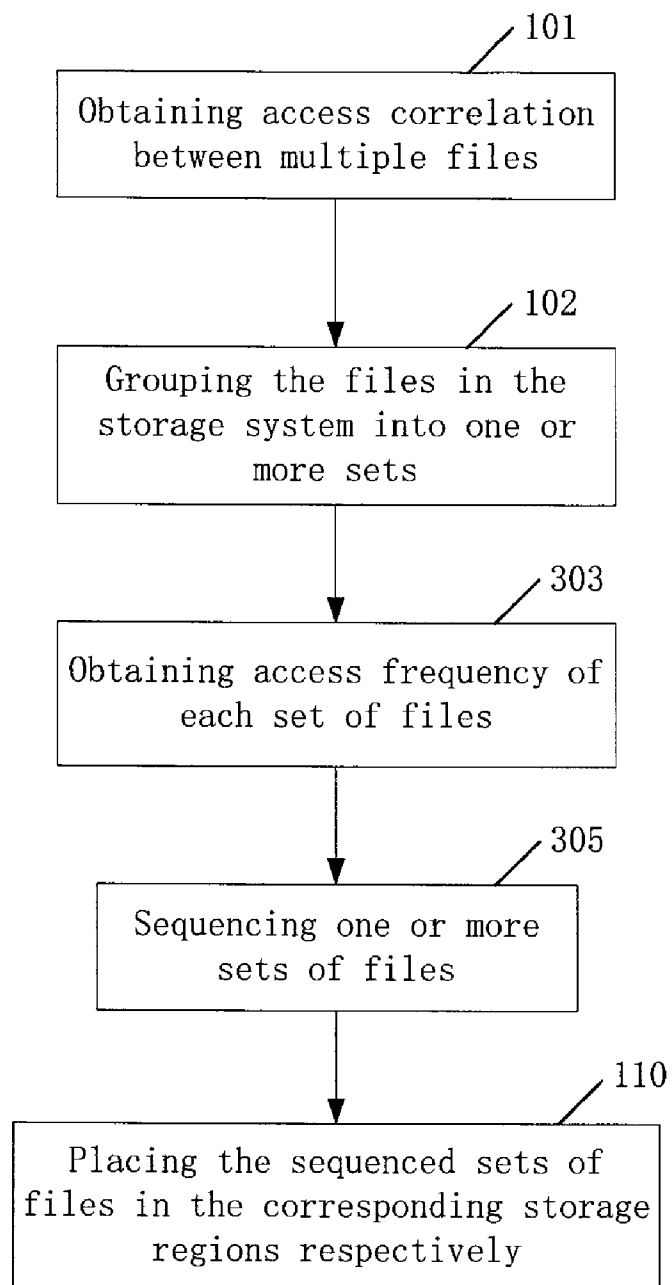 101
Obtaining access correlation
between multiple files
102
Grouping the files in the
storage system into one or
more sets
303
Obtaining access frequency of
each set of files
305
Sequencing one or more
sets of files
110
Placing the sequenced sets of
files in the corresponding storage
regions respectively